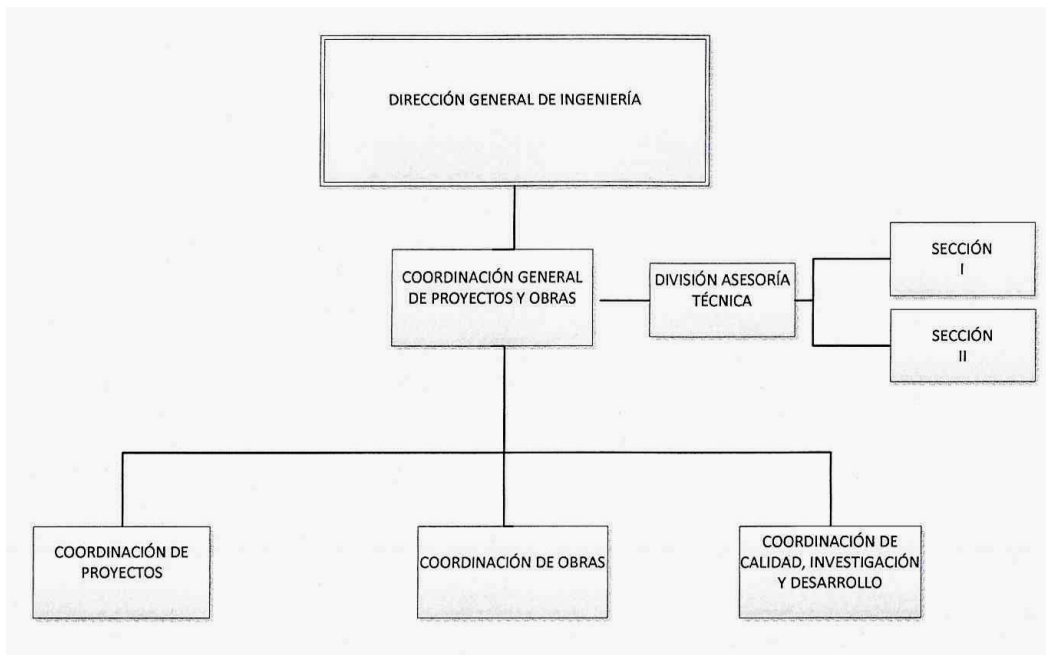 DIRECCIÓN GENERAL DE INGENIERÍA
COORDINACIÓN GENERAL
DE PROYECTOS Y OBRAS
DIVISIÓN ASESORÍA
TÉCNICA
SECCIÓN
I
SECCIÓN
II
COORDINACIÓN DE
PROYECTOS
COORDINACIÓN DE OBRAS
COORDINACIÓN DE
CALIDAD, INVESTIGACIÓN
Y DESARROLLO